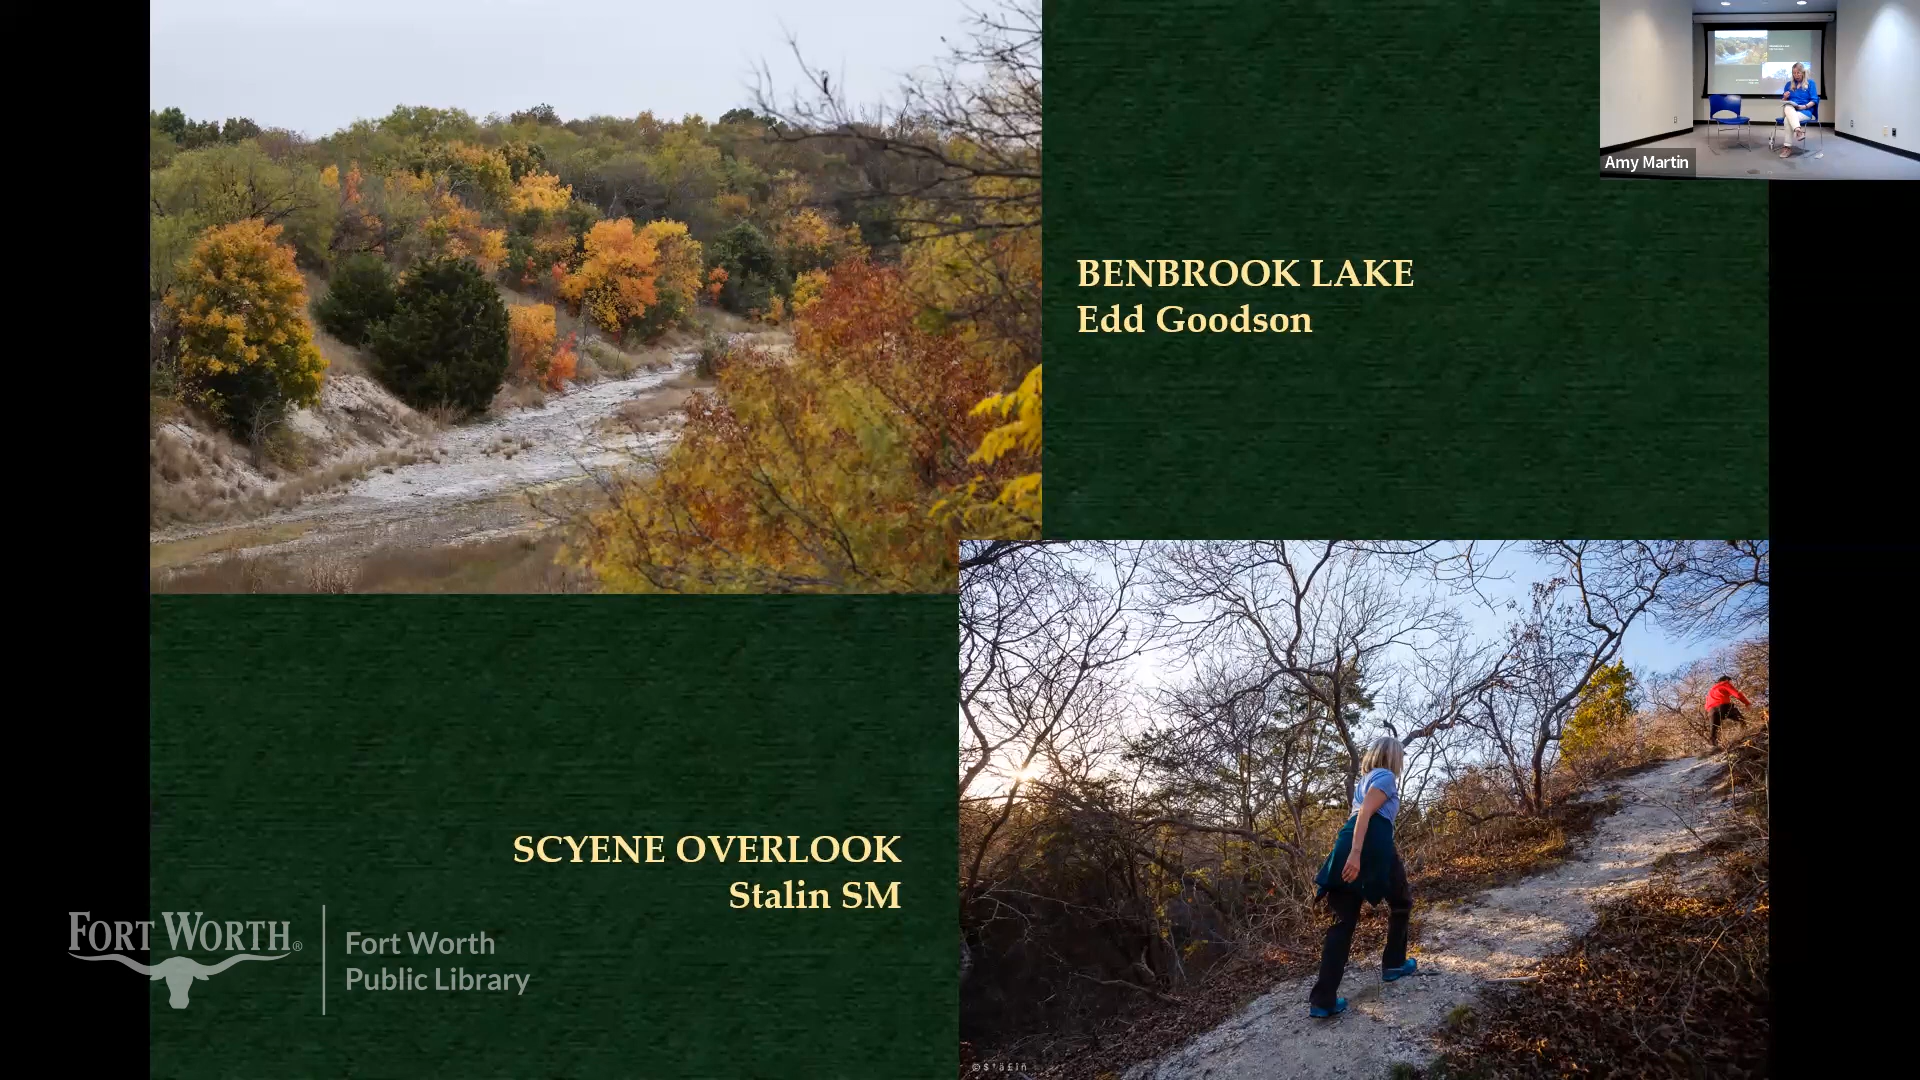 Amy Martin
BENBROOK LAKE
Edd Goodson
SCYENE OVERLOOK
Stalin SM
FORT WORTH®
Fort Worth
Public Library